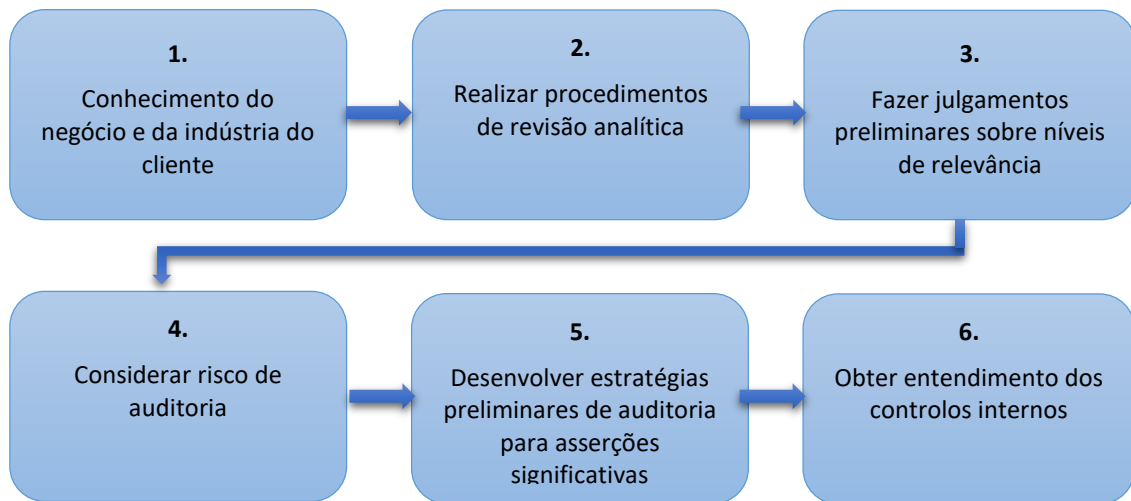 1.
Conhecimento do
negócio e da indústria do
cliente
2.
Realizar procedimentos
de revisão analítica
3.
Fazer julgamentos
preliminares sobre níveis
de relevância
4.
Considerar risco de
auditoria
5.
Desenvolver estratégias
preliminares de auditoria
para asserções
significativas
6.
Obter entendimento dos
controlos internos